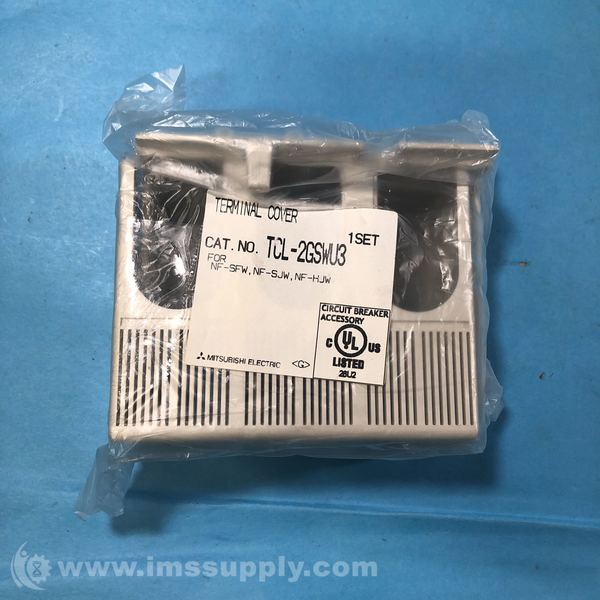 TERMINAL COVER
1SET
CAT.NO. TCL-2GSWU3
FOR
NF-SFW,NF-SJW,NF-HJW
MITSUBISHI ELECTRIC <G>
CIRCUIT BREAKER
ACCESSORY
C UL US
LISTED
26U2
www.imssupply.com